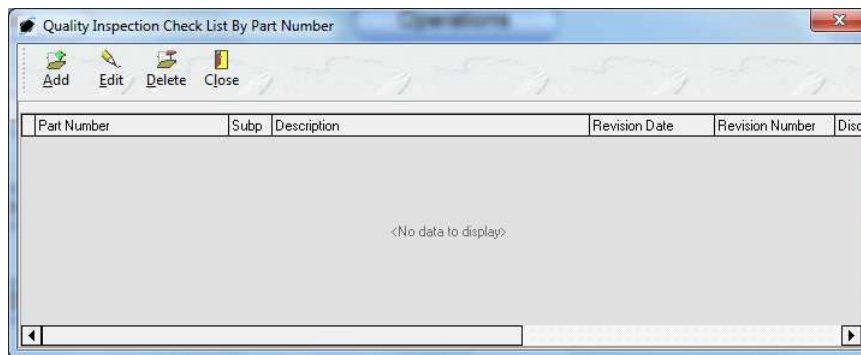 Operations
Quality Inspection Check List By Part Number
Add Edit Delete Close
Part Number Subp Description Revision Date Revision Number Disc
<No data to display>